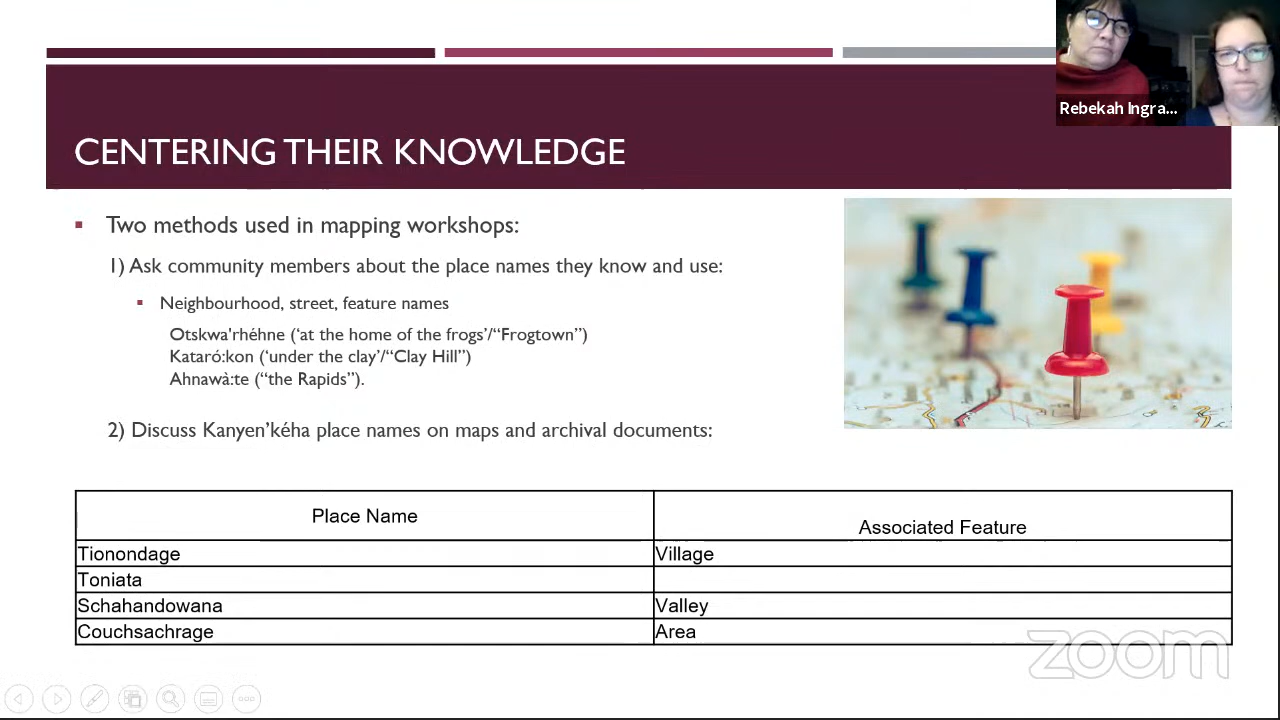 Rebekah Ingra...
CENTERING THEIR KNOWLEDGE
Two methods used in mapping workshops:
1) Ask community members about the place names they know and use:
Neighbourhood, street, feature names
Otskwa'rhéhne (‘at the home of the frogs’/“Frogtown”)
Kataró:kon (‘under the clay’/“Clay Hill”)
Ahnawà:te (“the Rapids”).
2) Discuss Kanyen’kéha place names on maps and archival documents:
Place Name Associated Feature
Tionondage Village
Toniata
Schahandowana Valley
Couchsachrage Area
zoom